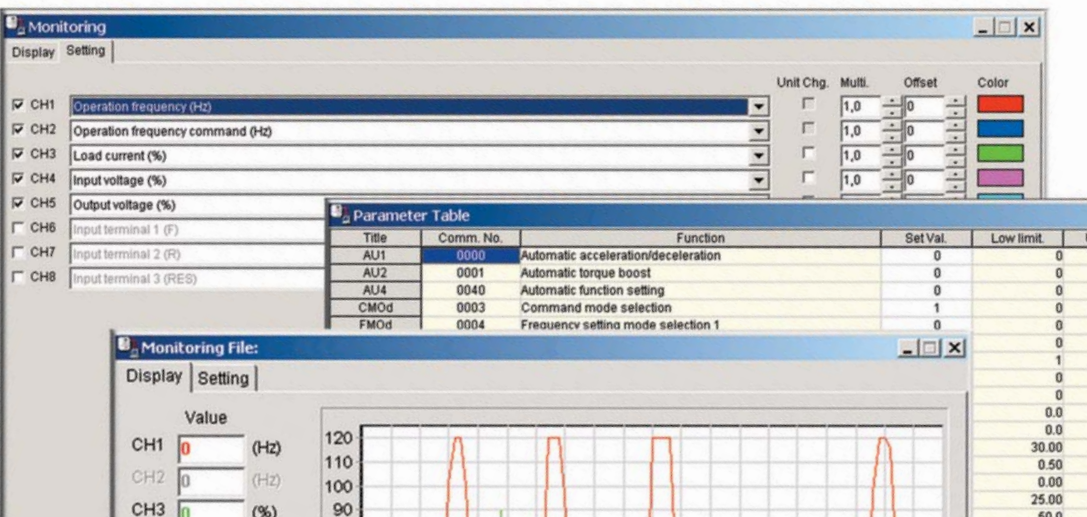 Monitoring
Display Setting
Unit Chg. Multi. Offset Color
CH1 Operation frequency (Hz) 1,0 0
CH2 Operation frequency command (Hz) 1,0 0
CH3 Load current (%) 1,0 0
CH4 Input voltage (%) 1,0 0
CH5 Output voltage (%)
CH6 Input terminal 1 (F)
CH7 Input terminal 2 (R)
CH8 Input terminal 3 (RES)
Parameter Table
Title Comm. No. Function Set Val. Low limit.
AU1 0000 Automatic acceleration/deceleration 0 0
AU2 0001 Automatic torque boost 0 0
AU4 0040 Automatic function setting 0 0
CMOd 0003 Command mode selection 1 0
FMOd 0004 Frequency setting mode selection 1 0 0
0
1
0
0
0.0
0.0
30.00
0.50
0.00
25.00
50.0
Monitoring File:
Display Setting
Value
CH1 0 (Hz)
CH2 0 (Hz)
CH3 0 (%)
120
110
100
90